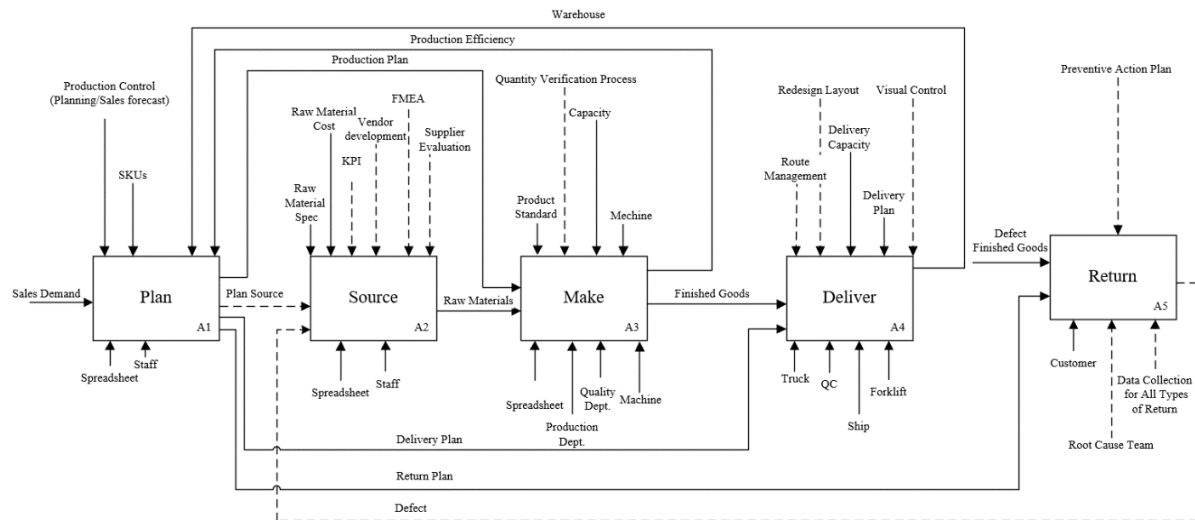 Warehouse
Production Efficiency
Production Plan
Production Control
(Planning/Sales forecast)
SKUs
Raw Material
Cost
KPI
Vendor
development
FMEA
Supplier
Evaluation
Raw
Material
Spec
Quantity Verification Process
Capacity
Product
Standard
Mechine
Redesign Layout
Visual Control
Delivery
Capacity
Route
Management
Delivery
Plan
Preventive Action Plan
Defect
Finished Goods
Sales Demand
Plan
A1
Plan Source
Source
A2
Raw Materials
Make
A3
Finished Goods
Deliver
A4
Return
A5
Spreadsheet
Staff
Spreadsheet
Staff
Spreadsheet
Production
Dept.
Quality
Dept.
Machine
Truck
QC
Ship
Forklift
Customer
Root Cause Team
Data Collection
for All Types
of Return
Delivery Plan
Return Plan
Defect